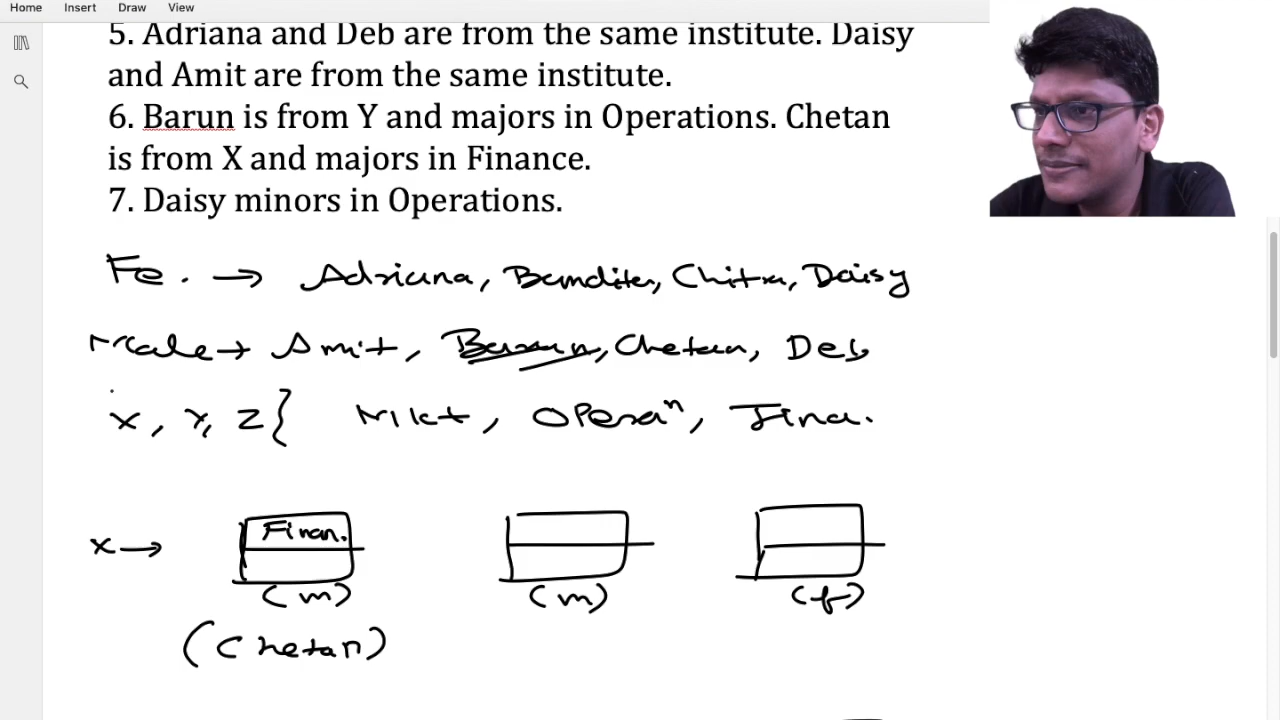 Home Insert Draw View
5. Adriana and Deb are from the same institute. Daisy
and Amit are from the same institute.
6. Barun is from Y and majors in Operations. Chetan
is from X and majors in Finance.
7. Daisy minors in Operations.
Fe. → Adriana, Bandita, Chitra, Daisy
Male → Amit, Barun, Chetan, Deb
X, Y, Z } Mkt, Operaⁿ, Fina.
X → Finan.
(m) (m) (f)
(Chetan)